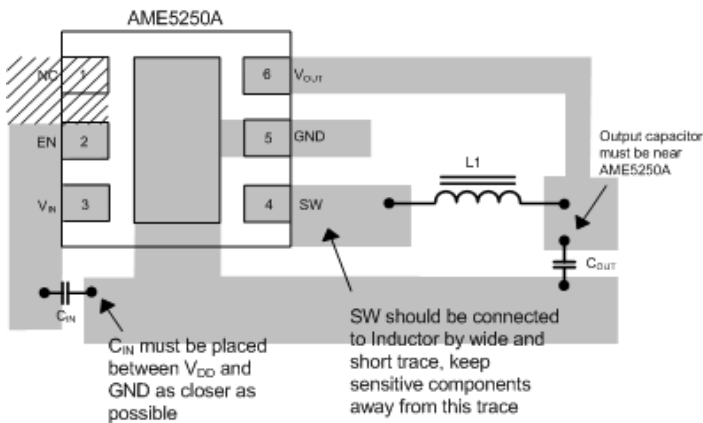 AME5250A
NC 1
6 VOUT
EN 2
5 GND
VIN 3
4 SW
L1
Output capacitor
must be near
AME5250A
COUT
CIN
CIN must be placed
between VDD and
GND as closer as
possible
SW should be connected
to Inductor by wide and
short trace, keep
sensitive components
away from this trace